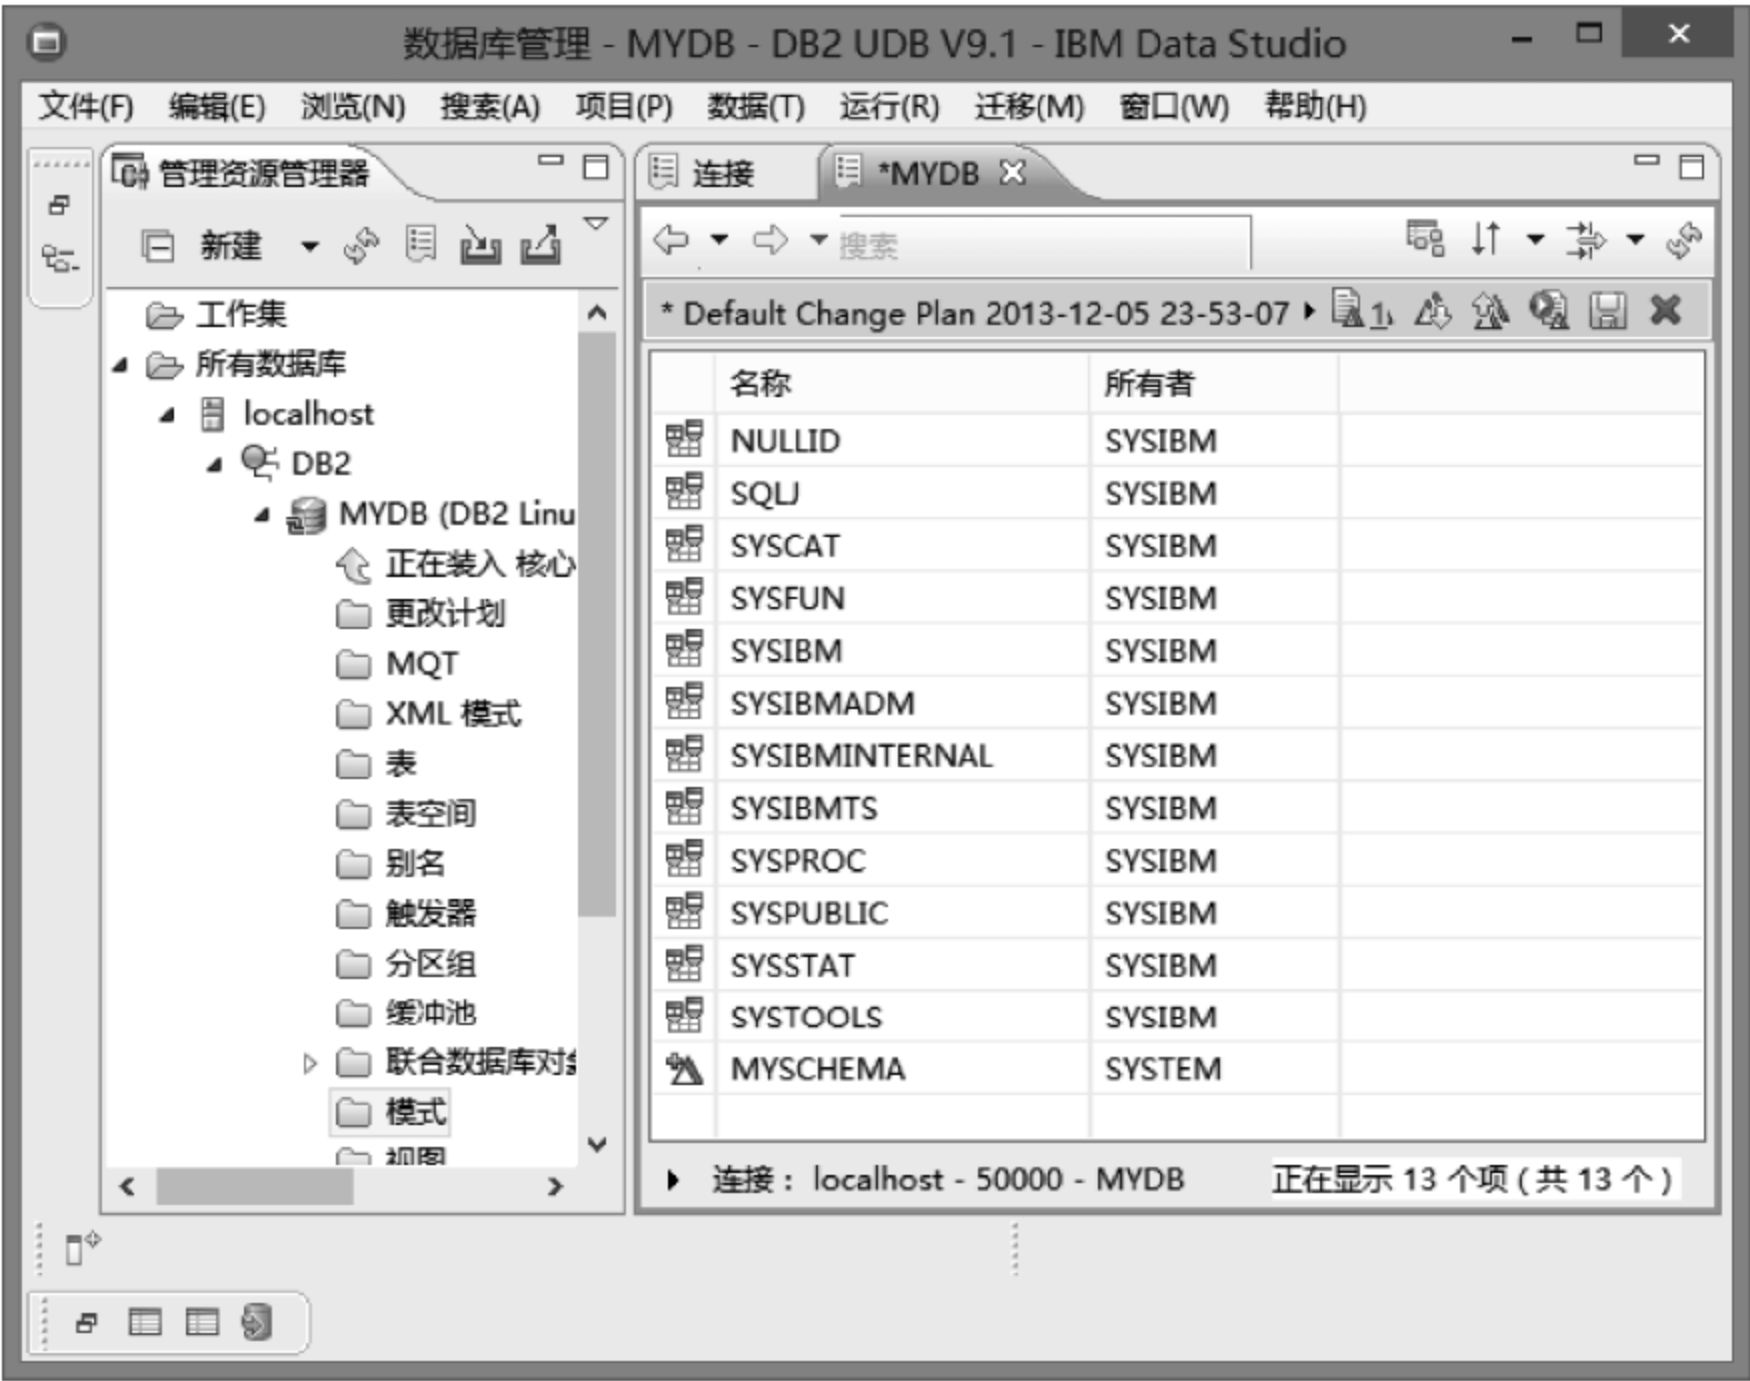 数据库管理 - MYDB - DB2 UDB V9.1 - IBM Data Studio
文件(F) 编辑(E) 浏览(N) 搜索(A) 项目(P) 数据(T) 运行(R) 迁移(M) 窗口(W) 帮助(H)
管理资源管理器
新建
工作集
所有数据库
localhost
DB2
MYDB (DB2 Linu
正在装入 核心
更改计划
MQT
XML 模式
表
表空间
别名
触发器
分区组
缓冲池
联合数据库对
模式
视图
连接 *MYDB
搜索
* Default Change Plan 2013-12-05 23-53-07 1
名称 所有者
NULLID SYSIBM
SQLJ SYSIBM
SYSCAT SYSIBM
SYSFUN SYSIBM
SYSIBM SYSIBM
SYSIBMADM SYSIBM
SYSIBMINTERNAL SYSIBM
SYSIBMTS SYSIBM
SYSPROC SYSIBM
SYSPUBLIC SYSIBM
SYSSTAT SYSIBM
SYSTOOLS SYSIBM
MYSCHEMA SYSTEM
连接： localhost - 50000 - MYDB 正在显示 13 个项 ( 共 13 个 )